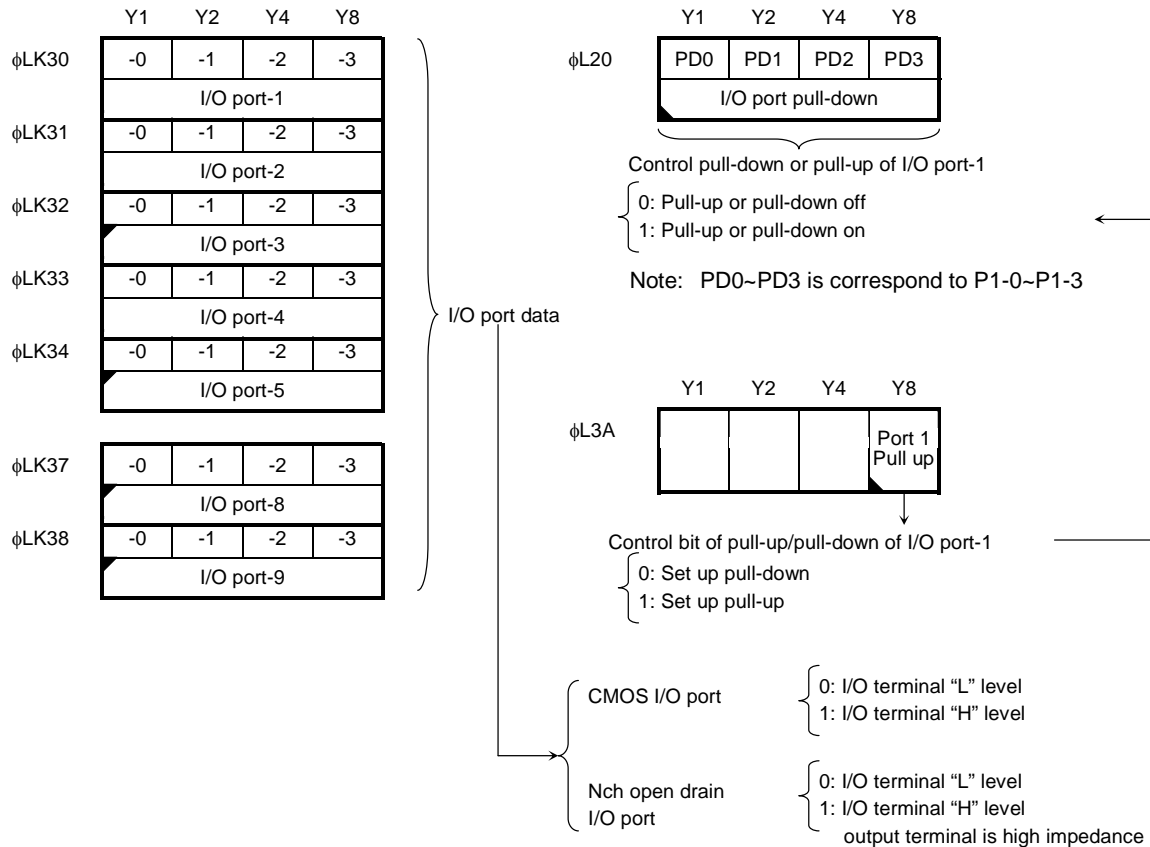 Y1 Y2 Y4 Y8
ϕLK30 -0 -1 -2 -3
I/O port-1
ϕLK31 -0 -1 -2 -3
I/O port-2
ϕLK32 -0 -1 -2 -3
I/O port-3
ϕLK33 -0 -1 -2 -3
I/O port-4
ϕLK34 -0 -1 -2 -3
I/O port-5
ϕLK37 -0 -1 -2 -3
I/O port-8
ϕLK38 -0 -1 -2 -3
I/O port-9
I/O port data
Y1 Y2 Y4 Y8
ϕL20 PD0 PD1 PD2 PD3
I/O port pull-down
Control pull-down or pull-up of I/O port-1
0: Pull-up or pull-down off
1: Pull-up or pull-down on
Note: PD0~PD3 is correspond to P1-0~P1-3
Y1 Y2 Y4 Y8
ϕL3A Port 1
Pull up
Control bit of pull-up/pull-down of I/O port-1
0: Set up pull-down
1: Set up pull-up
CMOS I/O port
0: I/O terminal “L” level
1: I/O terminal “H” level
Nch open drain
I/O port
0: I/O terminal “L” level
1: I/O terminal “H” level
output terminal is high impedance